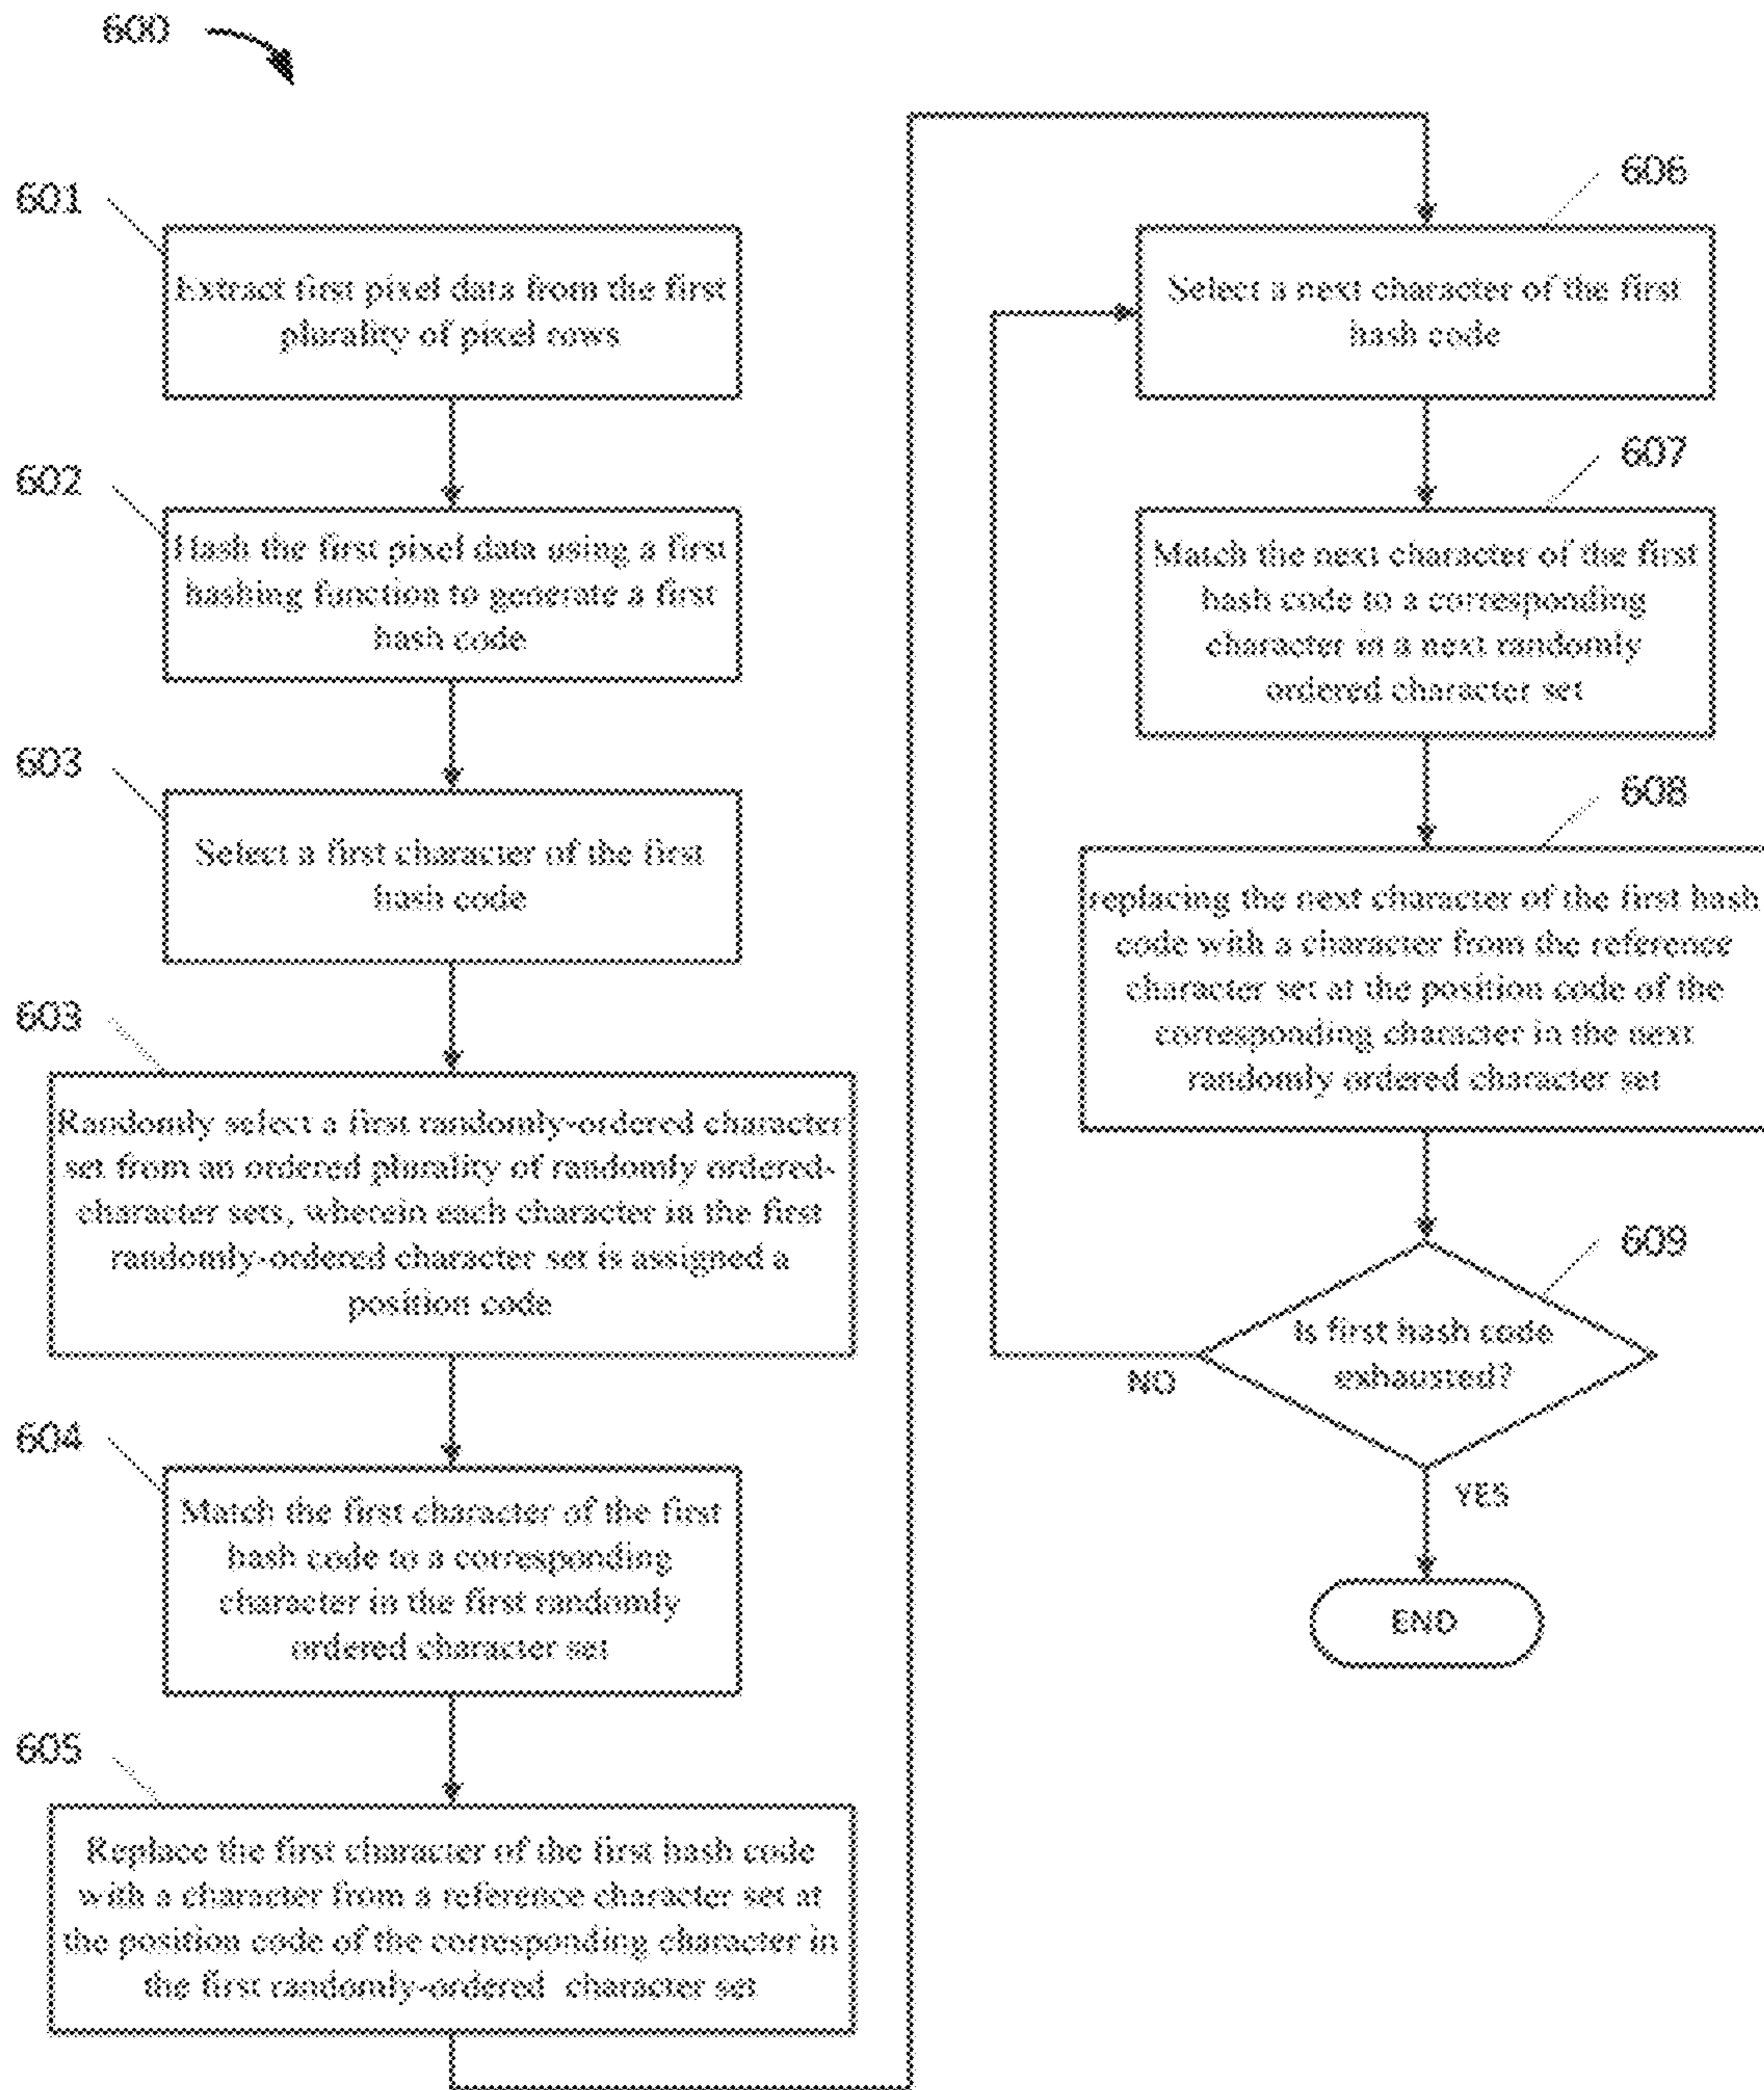 600
601
Extract first pixel data from the first
plurality of pixel rows
602
Hash the first pixel data using a first
hashing function to generate a first
hash code
603
Select a first character of the first
hash code
603
Randomly select a first randomly-ordered character
set from an ordered plurality of randomly ordered-
character sets, wherein each character in the first
randomly-ordered character set is assigned a
position code
604
Match the first character of the first
hash code to a corresponding
character in the first randomly
ordered character set
605
Replace the first character of the first hash code
with a character from a reference character set at
the position code of the corresponding character in
the first randomly-ordered character set
606
Select a next character of the first
hash code
607
Match the next character of the first
hash code to a corresponding
character in a next randomly
ordered character set
608
replacing the next character of the first hash
code with a character from the reference
character set at the position code of the
corresponding character in the next
randomly ordered character set
609
Is first hash code
exhausted?
NO
YES
END